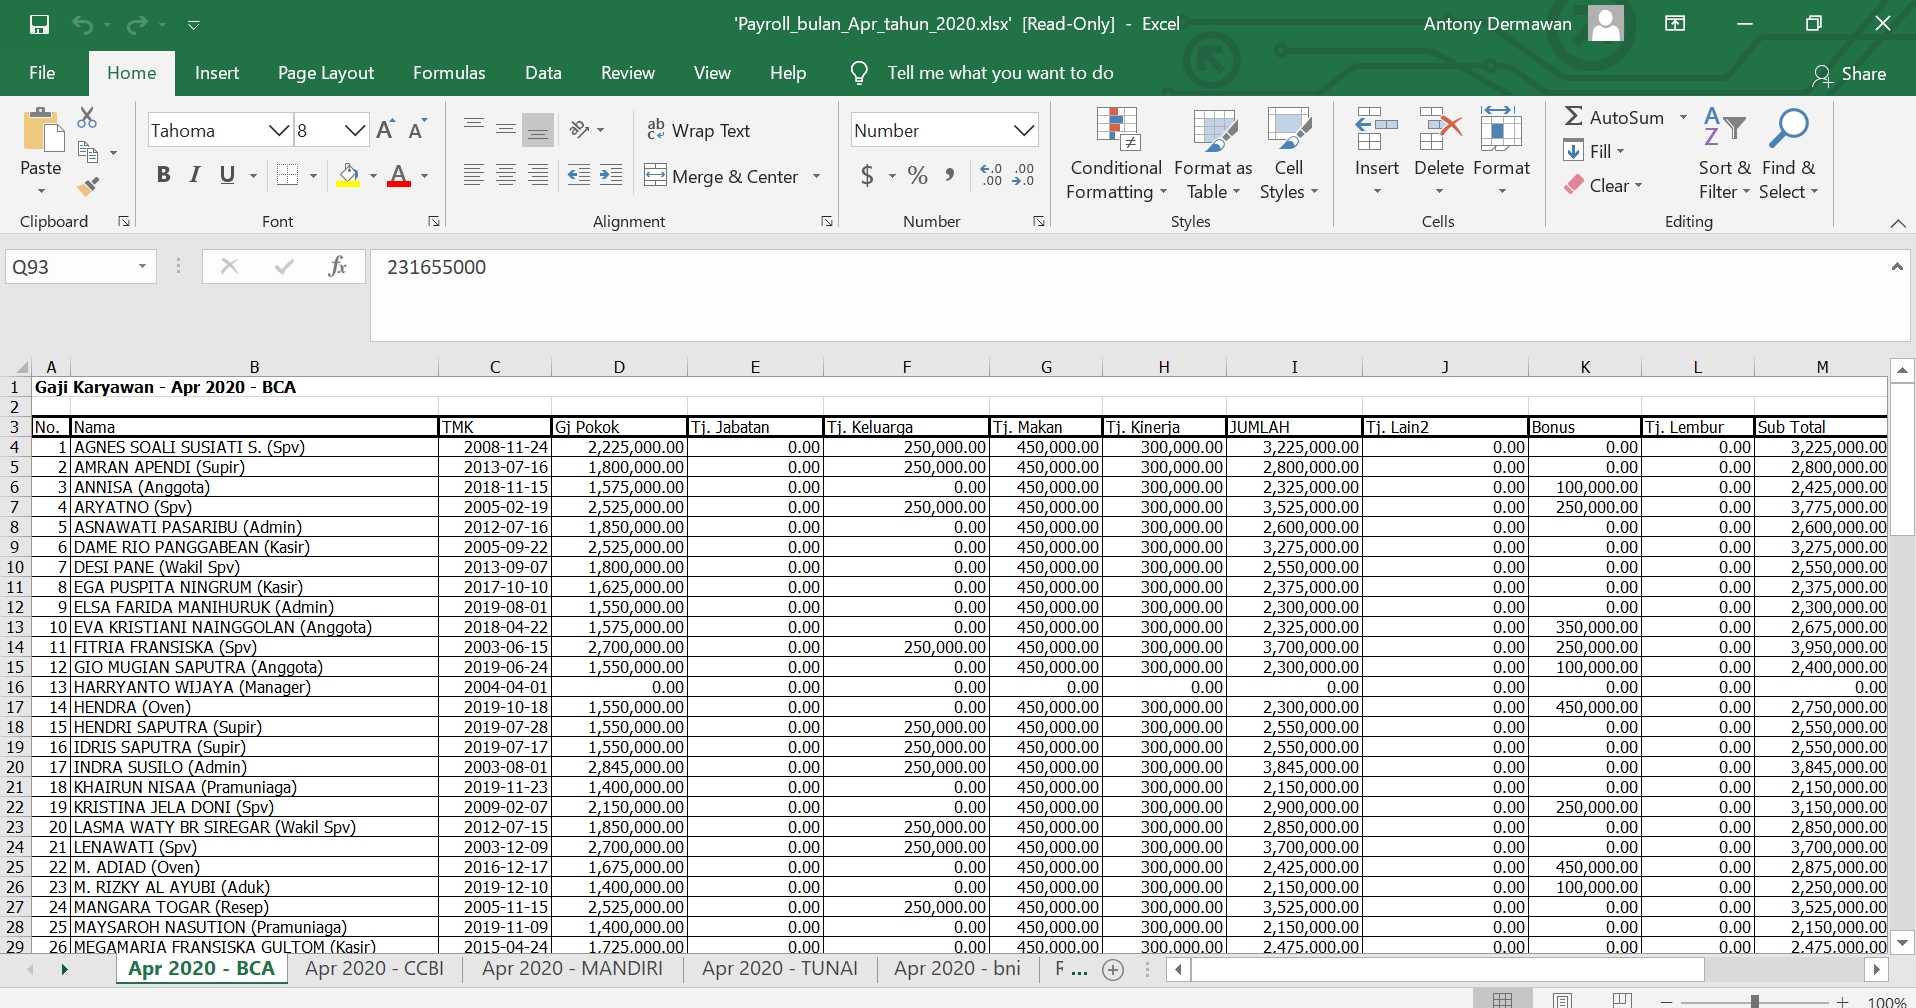 'Payroll_bulan_Apr_tahun_2020.xlsx' [Read-Only] - Excel Antony Dermawan
File Home Insert Page Layout Formulas Data Review View Help Tell me what you want to do Share
Tahoma 8 A A ab Wrap Text Number
Paste B I U A Merge & Center $ % , .00 .0
Conditional Formatting Format as Table Cell Styles Insert Delete Format
AutoSum Fill Clear Sort & Filter Find & Select
Clipboard Font Alignment Number Styles Cells Editing
Q93 fx 231655000
A B C D E F G H I J K L M
1 Gaji Karyawan - Apr 2020 - BCA
2
3 No. Nama TMK Gj Pokok Tj. Jabatan Tj. Keluarga Tj. Makan Tj. Kinerja JUMLAH Tj. Lain2 Bonus Tj. Lembur Sub Total
4 1 AGNES SOALI SUSIATI S. (Spv) 2008-11-24 2,225,000.00 0.00 250,000.00 450,000.00 300,000.00 3,225,000.00 0.00 0.00 0.00 3,225,000.00
5 2 AMRAN APENDI (Supir) 2013-07-16 1,800,000.00 0.00 250,000.00 450,000.00 300,000.00 2,800,000.00 0.00 0.00 0.00 2,800,000.00
6 3 ANNISA (Anggota) 2018-11-15 1,575,000.00 0.00 0.00 450,000.00 300,000.00 2,325,000.00 0.00 100,000.00 0.00 2,425,000.00
7 4 ARYATNO (Spv) 2005-02-19 2,525,000.00 0.00 250,000.00 450,000.00 300,000.00 3,525,000.00 0.00 250,000.00 0.00 3,775,000.00
8 5 ASNAWATI PASARIBU (Admin) 2012-07-16 1,850,000.00 0.00 0.00 450,000.00 300,000.00 2,600,000.00 0.00 0.00 0.00 2,600,000.00
9 6 DAME RIO PANGGABEAN (Kasir) 2005-09-22 2,525,000.00 0.00 0.00 450,000.00 300,000.00 3,275,000.00 0.00 0.00 0.00 3,275,000.00
10 7 DESI PANE (Wakil Spv) 2013-09-07 1,800,000.00 0.00 0.00 450,000.00 300,000.00 2,550,000.00 0.00 0.00 0.00 2,550,000.00
11 8 EGA PUSPITA NINGRUM (Kasir) 2017-10-10 1,625,000.00 0.00 0.00 450,000.00 300,000.00 2,375,000.00 0.00 0.00 0.00 2,375,000.00
12 9 ELSA FARIDA MANIHURUK (Admin) 2019-08-01 1,550,000.00 0.00 0.00 450,000.00 300,000.00 2,300,000.00 0.00 0.00 0.00 2,300,000.00
13 10 EVA KRISTIANI NAINGGOLAN (Anggota) 2018-04-22 1,575,000.00 0.00 0.00 450,000.00 300,000.00 2,325,000.00 0.00 350,000.00 0.00 2,675,000.00
14 11 FITRIA FRANSISKA (Spv) 2003-06-15 2,700,000.00 0.00 250,000.00 450,000.00 300,000.00 3,700,000.00 0.00 250,000.00 0.00 3,950,000.00
15 12 GIO MUGIAN SAPUTRA (Anggota) 2019-06-24 1,550,000.00 0.00 0.00 450,000.00 300,000.00 2,300,000.00 0.00 100,000.00 0.00 2,400,000.00
16 13 HARRYANTO WIJAYA (Manager) 2004-04-01 0.00 0.00 0.00 0.00 0.00 0.00 0.00 0.00 0.00 0.00
17 14 HENDRA (Oven) 2019-10-18 1,550,000.00 0.00 0.00 450,000.00 300,000.00 2,300,000.00 0.00 450,000.00 0.00 2,750,000.00
18 15 HENDRI SAPUTRA (Supir) 2019-07-28 1,550,000.00 0.00 250,000.00 450,000.00 300,000.00 2,550,000.00 0.00 0.00 0.00 2,550,000.00
19 16 IDRIS SAPUTRA (Supir) 2019-07-17 1,550,000.00 0.00 250,000.00 450,000.00 300,000.00 2,550,000.00 0.00 0.00 0.00 2,550,000.00
20 17 INDRA SUSILO (Admin) 2003-08-01 2,845,000.00 0.00 250,000.00 450,000.00 300,000.00 3,845,000.00 0.00 0.00 0.00 3,845,000.00
21 18 KHAIRUN NISAA (Pramuniaga) 2019-11-23 1,400,000.00 0.00 0.00 450,000.00 300,000.00 2,150,000.00 0.00 0.00 0.00 2,150,000.00
22 19 KRISTINA JELA DONI (Spv) 2009-02-07 2,150,000.00 0.00 0.00 450,000.00 300,000.00 2,900,000.00 0.00 250,000.00 0.00 3,150,000.00
23 20 LASMA WATY BR SIREGAR (Wakil Spv) 2012-07-15 1,850,000.00 0.00 250,000.00 450,000.00 300,000.00 2,850,000.00 0.00 0.00 0.00 2,850,000.00
24 21 LENAWATI (Spv) 2003-12-09 2,700,000.00 0.00 250,000.00 450,000.00 300,000.00 3,700,000.00 0.00 0.00 0.00 3,700,000.00
25 22 M. ADIAD (Oven) 2016-12-17 1,675,000.00 0.00 0.00 450,000.00 300,000.00 2,425,000.00 0.00 450,000.00 0.00 2,875,000.00
26 23 M. RIZKY AL AYUBI (Aduk) 2019-12-10 1,400,000.00 0.00 0.00 450,000.00 300,000.00 2,150,000.00 0.00 100,000.00 0.00 2,250,000.00
27 24 MANGARA TOGAR (Resep) 2005-11-15 2,525,000.00 0.00 250,000.00 450,000.00 300,000.00 3,525,000.00 0.00 0.00 0.00 3,525,000.00
28 25 MAYSAROH NASUTION (Pramuniaga) 2019-11-09 1,400,000.00 0.00 0.00 450,000.00 300,000.00 2,150,000.00 0.00 0.00 0.00 2,150,000.00
29 26 MEGAMARIA FRANSISKA GULTOM (Kasir) 2015-04-24 1,725,000.00 0.00 0.00 450,000.00 300,000.00 2,475,000.00 0.00 0.00 0.00 2,475,000.00
Apr 2020 - BCA Apr 2020 - CCBI Apr 2020 - MANDIRI Apr 2020 - TUNAI Apr 2020 - bni ...
100%